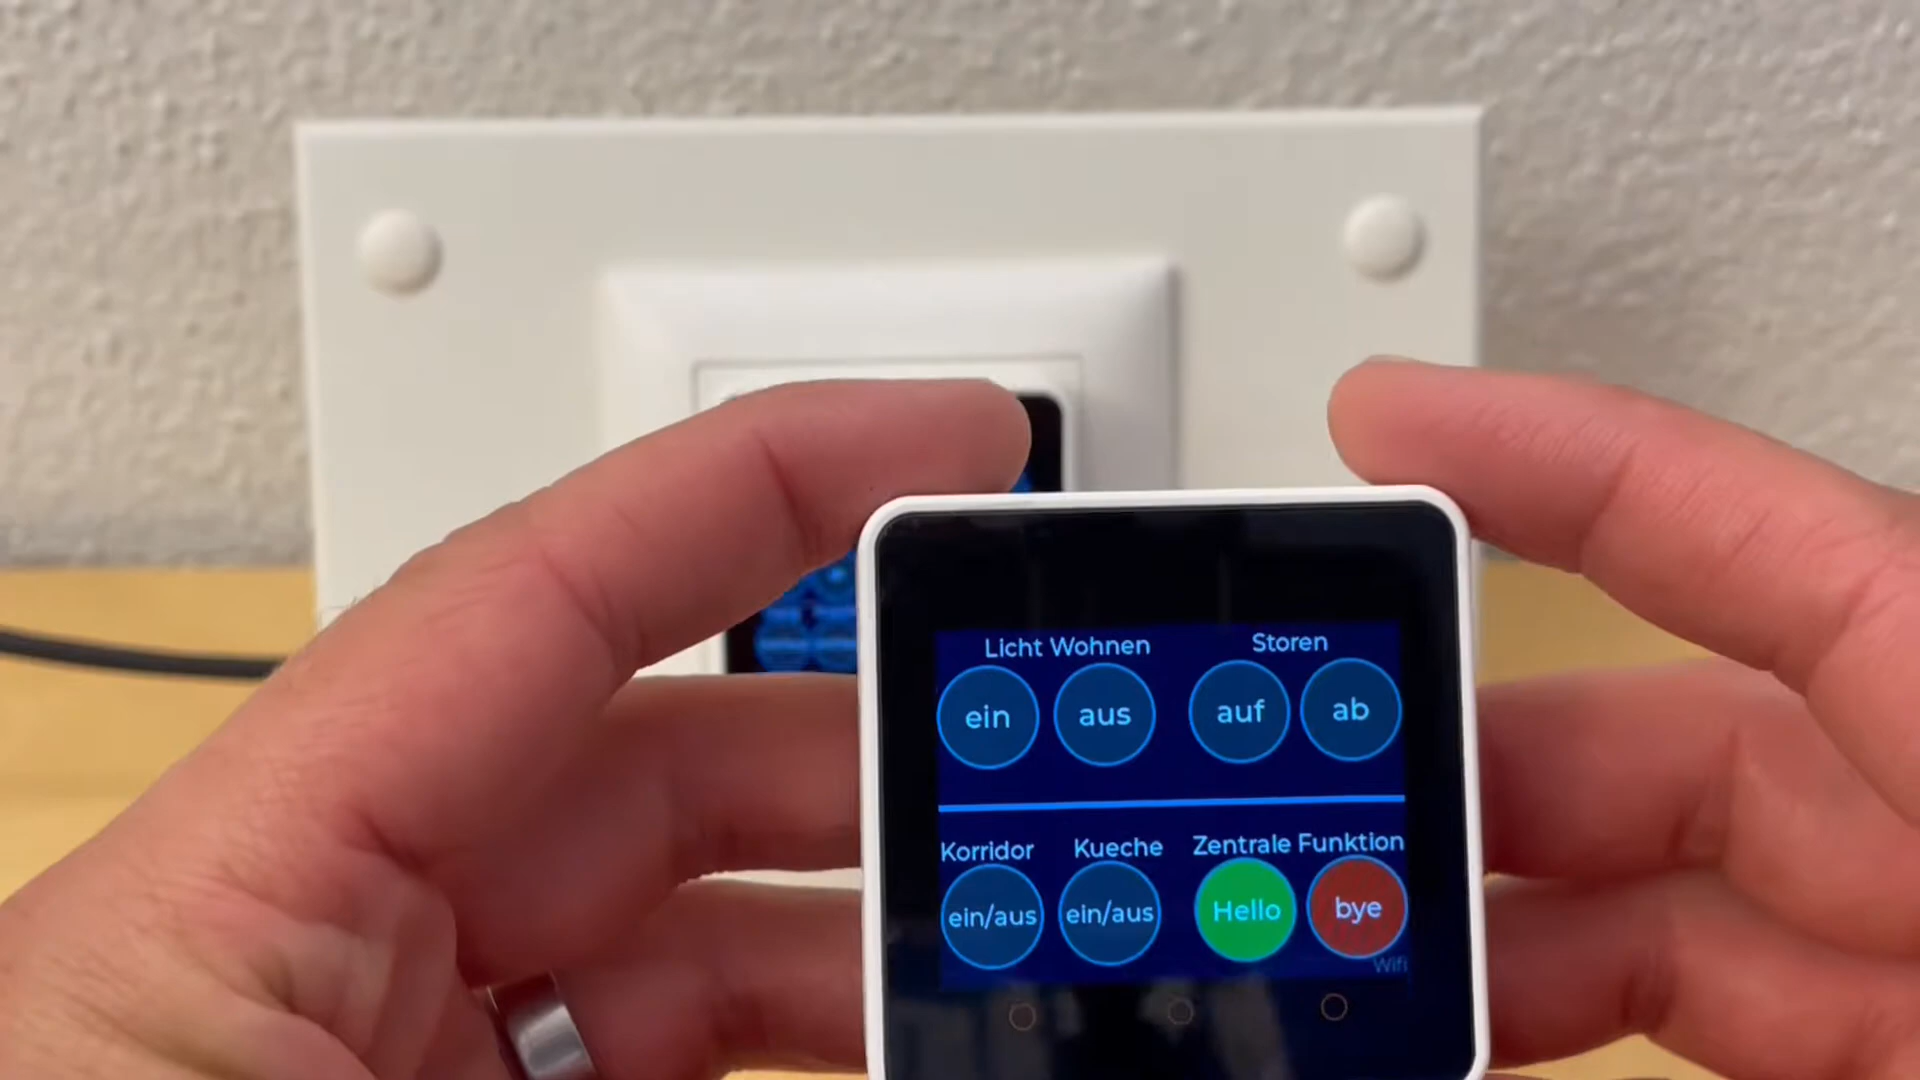 Licht Wohnen Storen
ein aus auf ab
Korridor Kueche Zentrale Funktion
ein/aus ein/aus Hello bye
Wifi